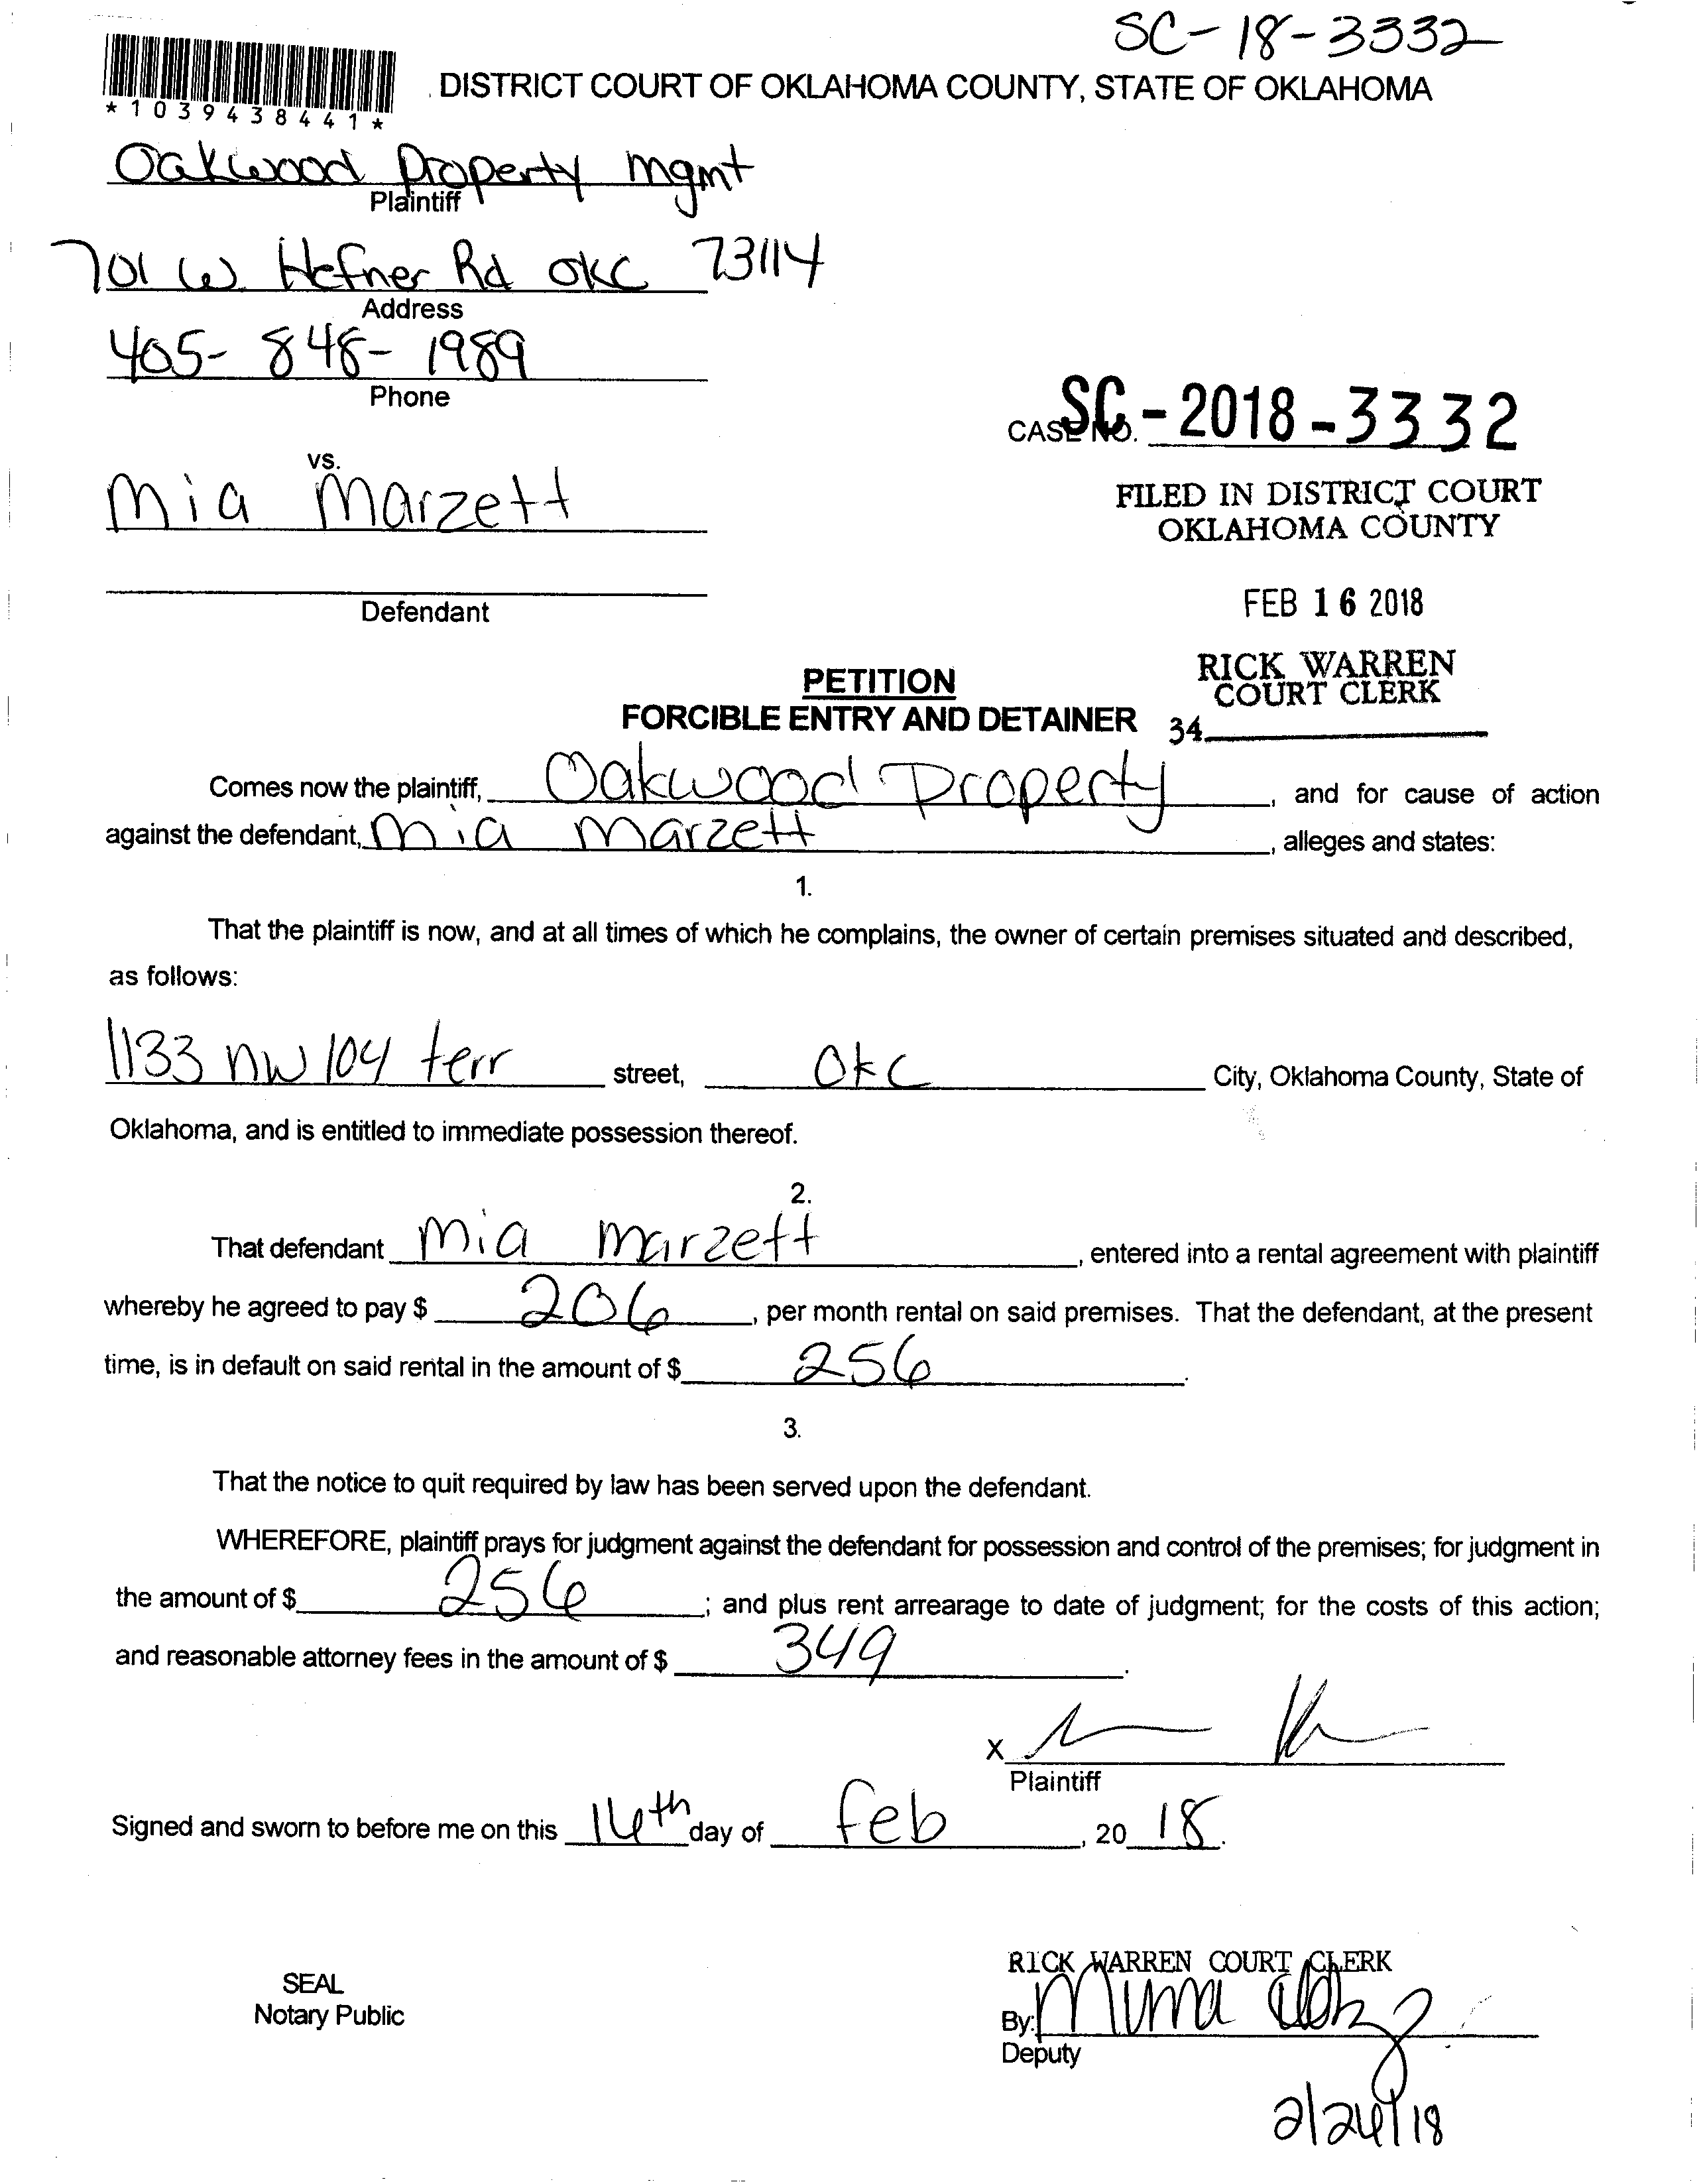 SC-18-3332
*1039438441*
DISTRICT COURT OF OKLAHOMA COUNTY, STATE OF OKLAHOMA
Oakwood Property mgmt
Plaintiff
701 W Hefner Rd OKC 73114
Address
405-848-1989
Phone
CASE NO. SC-2018-3332
vs.
Mia Marzett
FILED IN DISTRICT COURT
OKLAHOMA COUNTY
Defendant
FEB 16 2018
PETITION
RICK WARREN
COURT CLERK
FORCIBLE ENTRY AND DETAINER
34
Comes now the plaintiff, Oakwood Property, and for cause of action
against the defendant, Mia Marzett, alleges and states:
1.
That the plaintiff is now, and at all times of which he complains, the owner of certain premises situated and described,
as follows:
1133 NW 104 terr street, OKC City, Oklahoma County, State of
Oklahoma, and is entitled to immediate possession thereof.
2.
That defendant Mia Marzett, entered into a rental agreement with plaintiff
whereby he agreed to pay $ 206, per month rental on said premises. That the defendant, at the present
time, is in default on said rental in the amount of $ 256.
3.
That the notice to quit required by law has been served upon the defendant.
WHEREFORE, plaintiff prays for judgment against the defendant for possession and control of the premises; for judgment in
the amount of $ 256; and plus rent arrearage to date of judgment; for the costs of this action;
and reasonable attorney fees in the amount of $ 349.
X
Plaintiff
Signed and sworn to before me on this 16th day of Feb, 20 18.
RICK WARREN COURT CLERK
SEAL
Notary Public
By:
Deputy